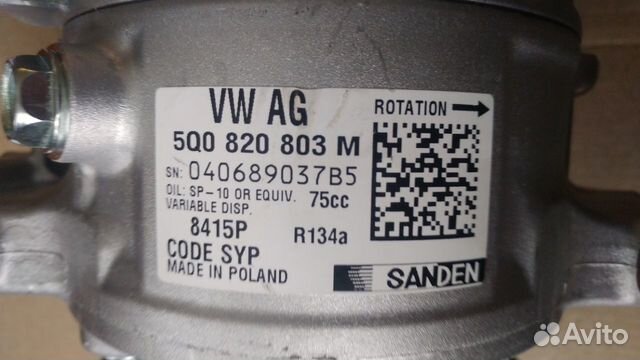 VW AG
ROTATION
5Q0 820 803 M
SN: 040689037B5
OIL: SP-10 OR EQUIV. 75cc
VARIABLE DISP.
8415P R134a
CODE SYP
MADE IN POLAND
SANDEN
Avito